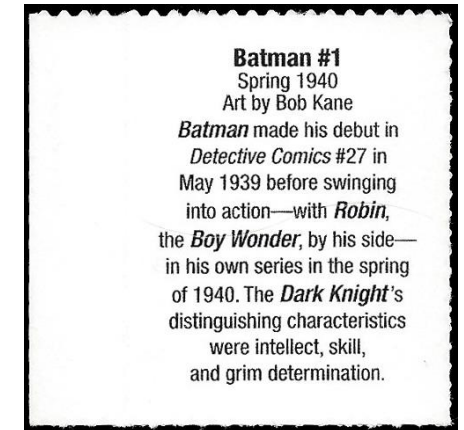 Batman #1
Spring 1940
Art by Bob Kane
Batman made his debut in
Detective Comics #27 in
May 1939 before swinging
into action—with Robin,
the Boy Wonder, by his side—
in his own series in the spring
of 1940. The Dark Knight's
distinguishing characteristics
were intellect, skill,
and grim determination.